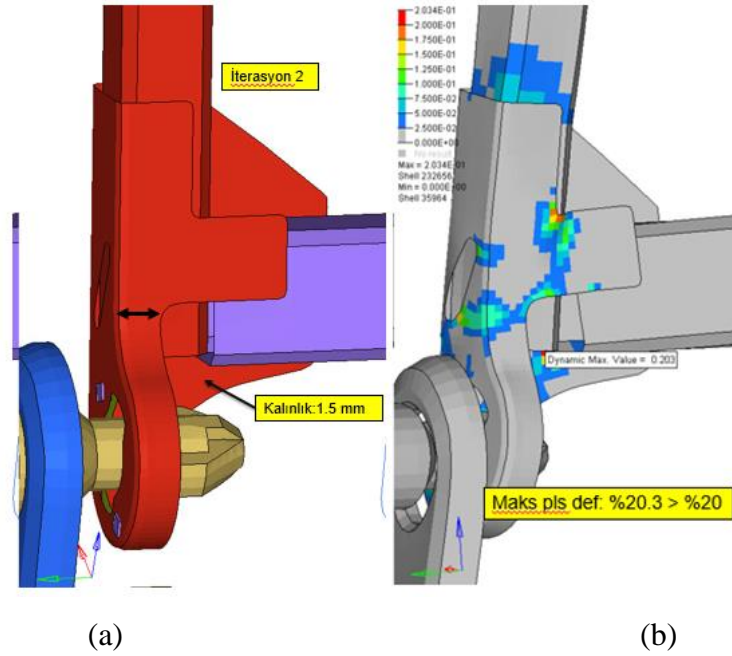 İterasyon 2
Kalınlık:1.5 mm
2.034E-01
2.000E-01
1.750E-01
1.500E-01
1.250E-01
1.000E-01
7.500E-02
5.000E-02
2.500E-02
0.000E+00
No result
Max = 2.034E-01
Shell 232656
Min = 0.000E+00
Shell 35964
Dynamic Max. Value = 0.203
Maks pls def: %20.3 > %20
(a)
(b)